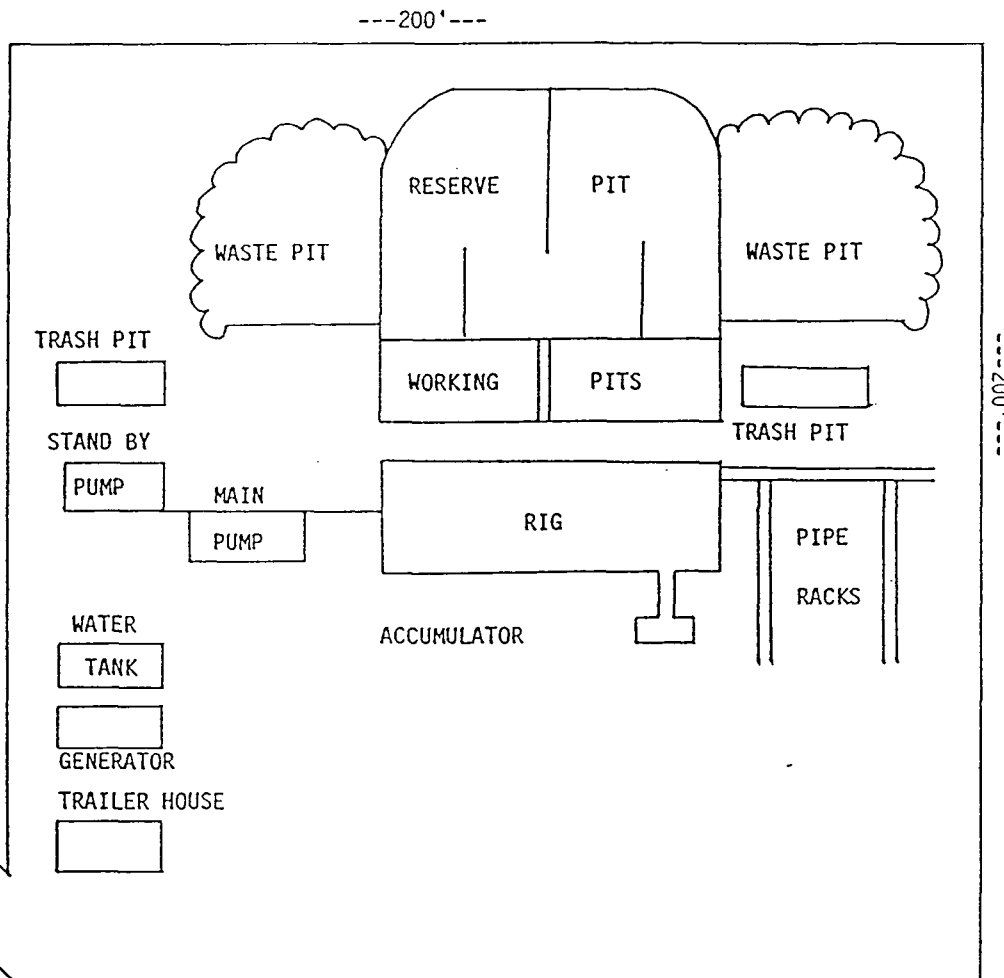 ---200'---
RESERVE PIT
WASTE PIT
WASTE PIT
TRASH PIT
WORKING PITS
---200'---
STAND BY
TRASH PIT
PUMP
MAIN
PUMP
RIG
PIPE
RACKS
WATER
TANK
ACCUMULATOR
GENERATOR
TRAILER HOUSE